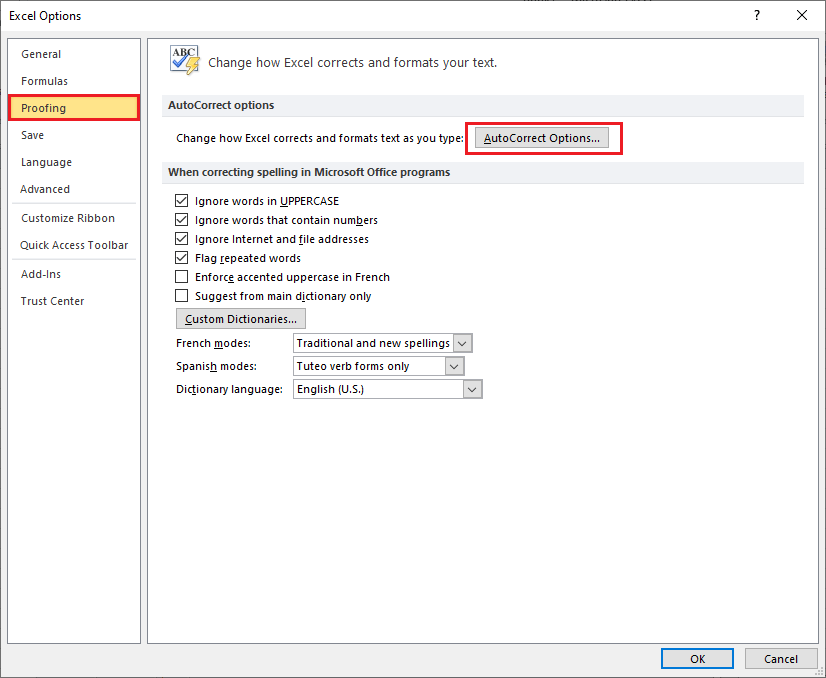 Excel Options
?
General
Formulas
Proofing
Save
Language
Advanced
Customize Ribbon
Quick Access Toolbar
Add-Ins
Trust Center
ABC
Change how Excel corrects and formats your text.
AutoCorrect options
Change how Excel corrects and formats text as you type: AutoCorrect Options...
When correcting spelling in Microsoft Office programs
Ignore words in UPPERCASE
Ignore words that contain numbers
Ignore Internet and file addresses
Flag repeated words
Enforce accented uppercase in French
Suggest from main dictionary only
Custom Dictionaries...
French modes: Traditional and new spellings
Spanish modes: Tuteo verb forms only
Dictionary language: English (U.S.)
OK Cancel